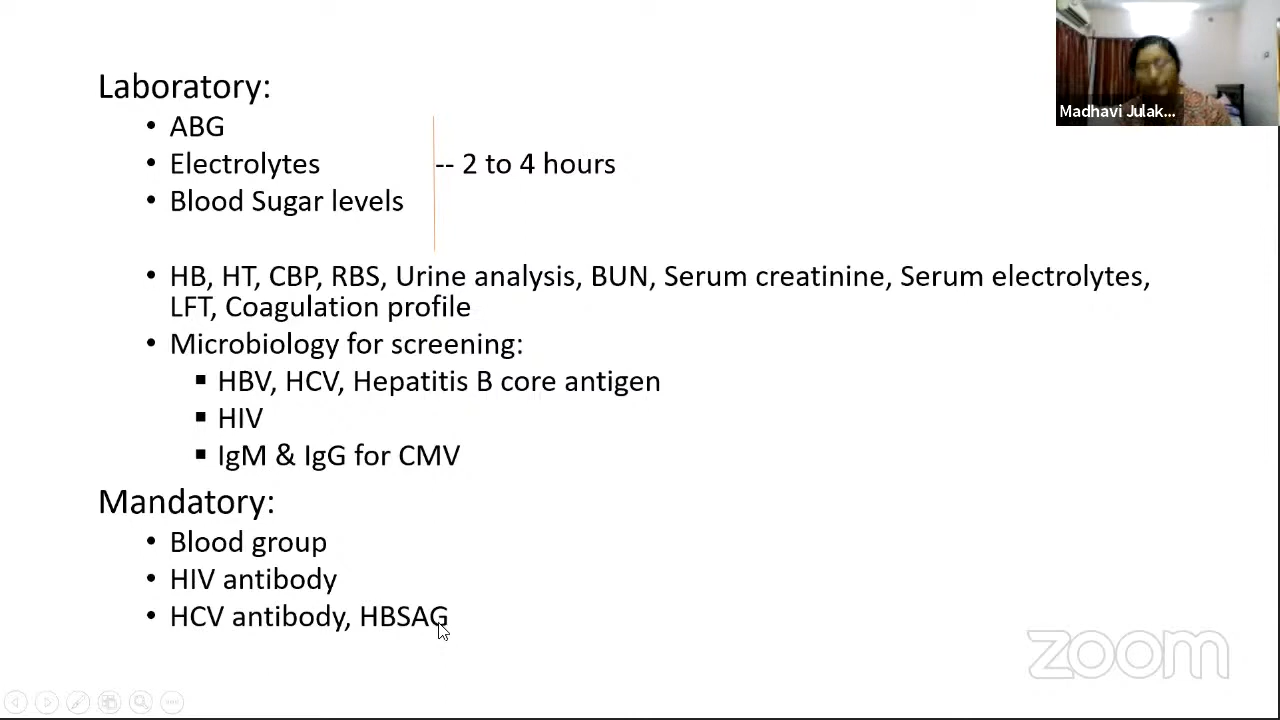 Laboratory:
• ABG
• Electrolytes -- 2 to 4 hours
• Blood Sugar levels
• HB, HT, CBP, RBS, Urine analysis, BUN, Serum creatinine, Serum electrolytes,
LFT, Coagulation profile
• Microbiology for screening:
▪ HBV, HCV, Hepatitis B core antigen
▪ HIV
▪ IgM & IgG for CMV
Mandatory:
• Blood group
• HIV antibody
• HCV antibody, HBSAG
Madhavi Julak...
zoom